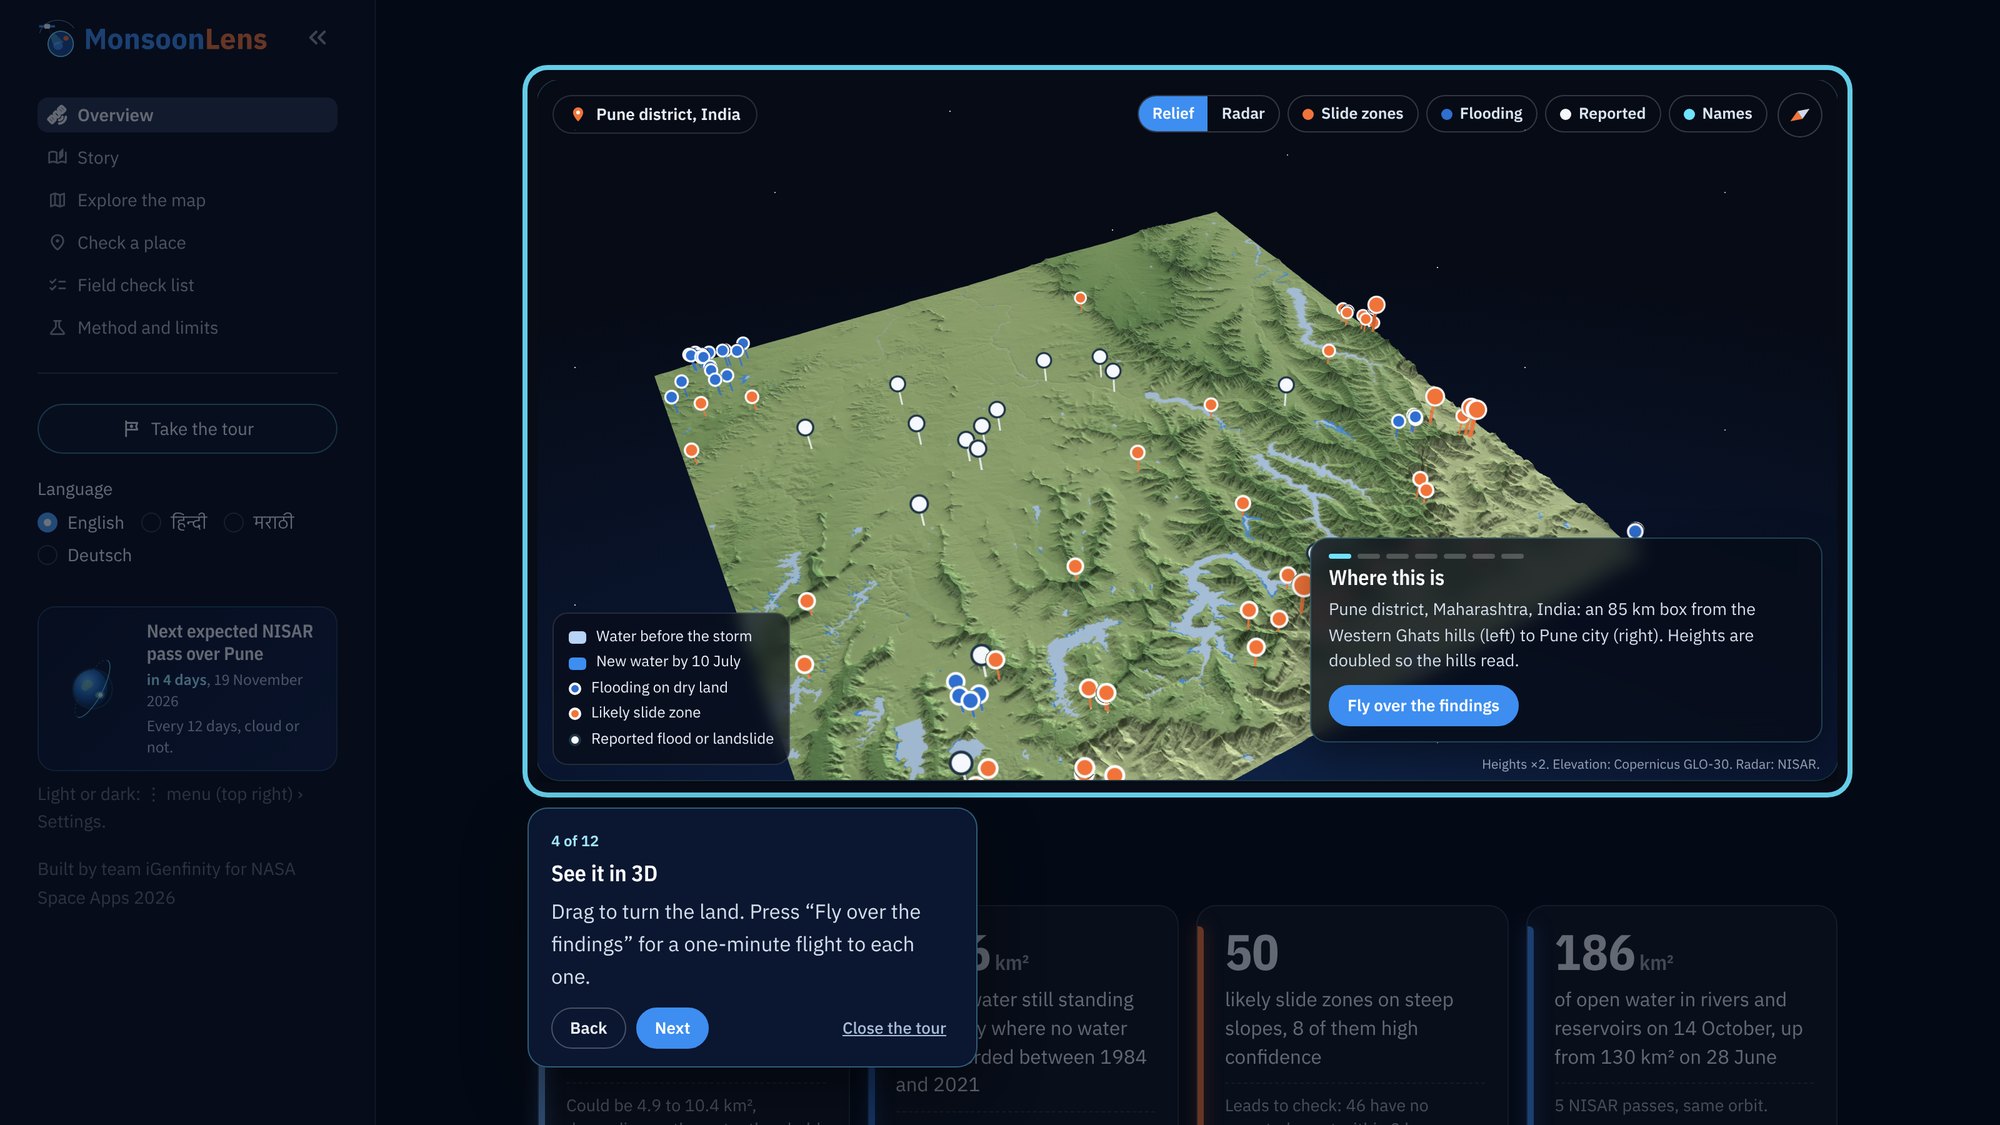 MonsoonLens
Overview
Story
Explore the map
Check a place
Field check list
Method and limits
Take the tour
Language
English हिन्दी मराठी
Deutsch
Next expected NISAR
pass over Pune
in 4 days, 19 November
2026
Every 12 days, cloud or
not.
Light or dark: ⋮ menu (top right) ›
Settings.
Built by team iGenfinity for NASA
Space Apps 2026
Pune district, India
Relief Radar Slide zones Flooding Reported Names
Water before the storm
New water by 10 July
Flooding on dry land
Likely slide zone
Reported flood or landslide
Where this is
Pune district, Maharashtra, India: an 85 km box from the
Western Ghats hills (left) to Pune city (right). Heights are
doubled so the hills read.
Fly over the findings
Heights ×2. Elevation: Copernicus GLO-30. Radar: NISAR.
4 of 12
See it in 3D
Drag to turn the land. Press “Fly over the
findings” for a one-minute flight to each
one.
Back Next Close the tour
km²
still standing
where no water
between 1984
and 2021
50
likely slide zones on steep
slopes, 8 of them high
confidence
186 km²
of open water in rivers and
reservoirs on 14 October, up
from 130 km² on 28 June
Could be 4.9 to 10.4 km²,
Leads to check: 46 have no
5 NISAR passes, same orbit.